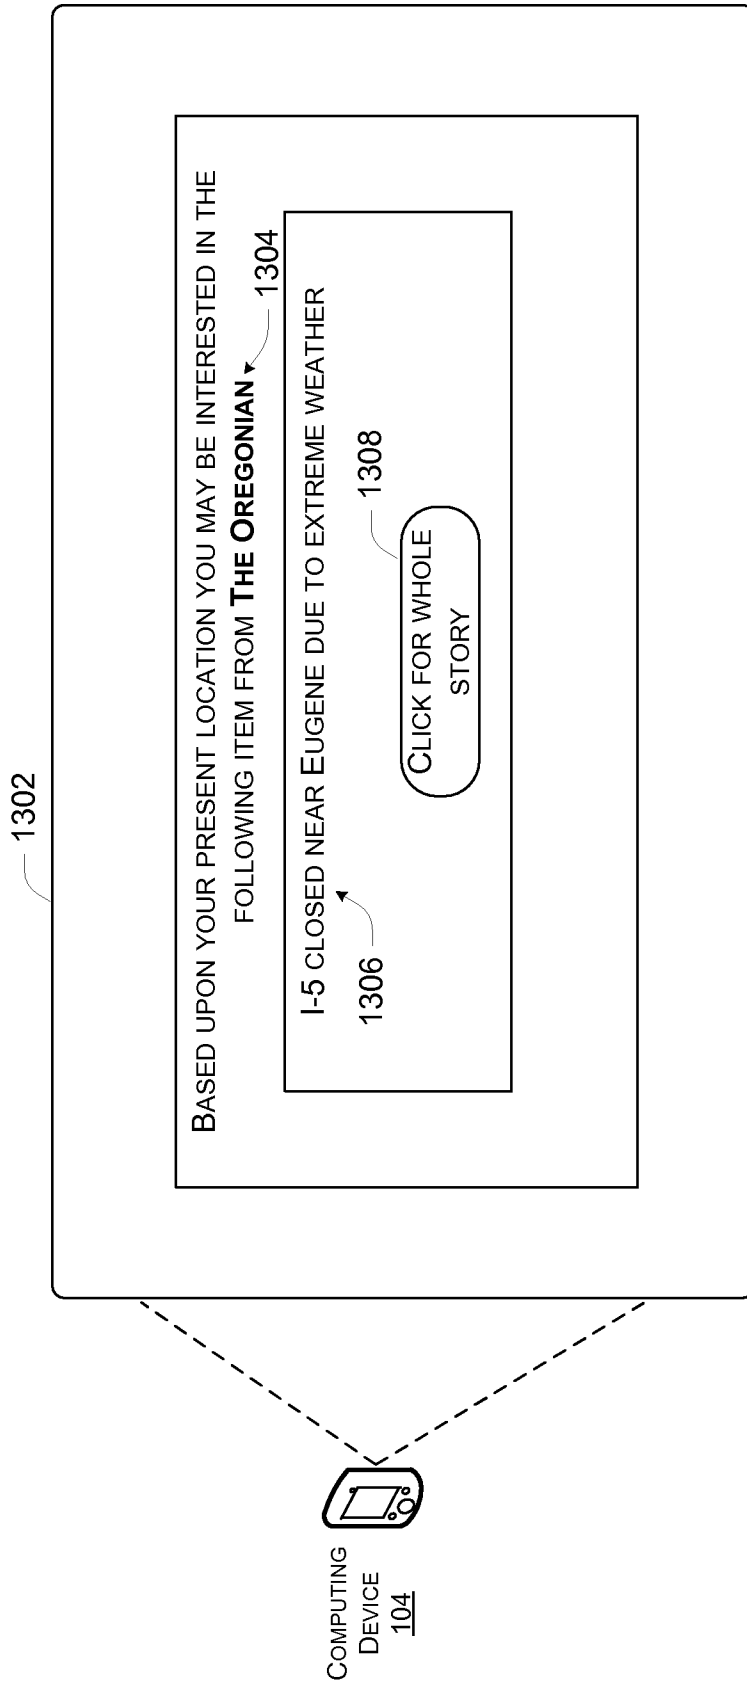 1302
BASED UPON YOUR PRESENT LOCATION YOU MAY BE INTERESTED IN THE
FOLLOWING ITEM FROM THE OREGONIAN
1304
I-5 CLOSED NEAR EUGENE DUE TO EXTREME WEATHER
1306
1308
CLICK FOR WHOLE
STORY
COMPUTING
DEVICE
104